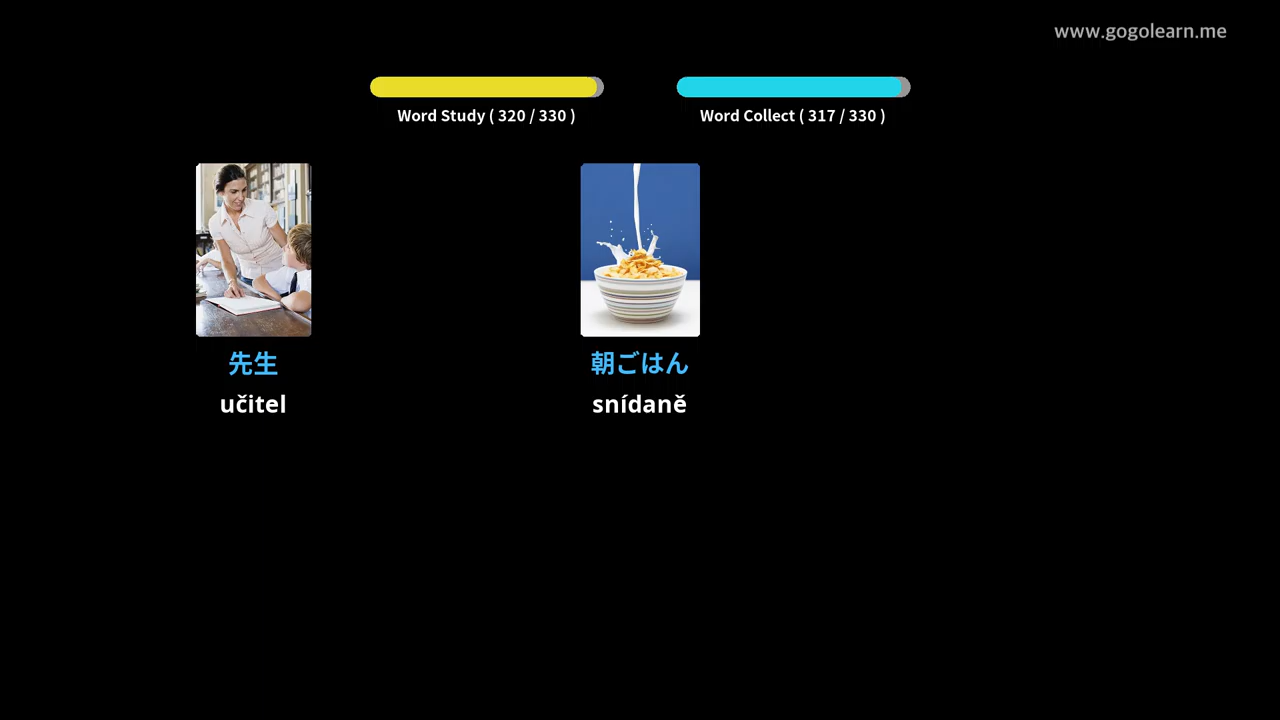 www.gogolearn.me
Word Study ( 320 / 330 )
Word Collect ( 317 / 330 )
先生
učitel
朝ごはん
snídaně